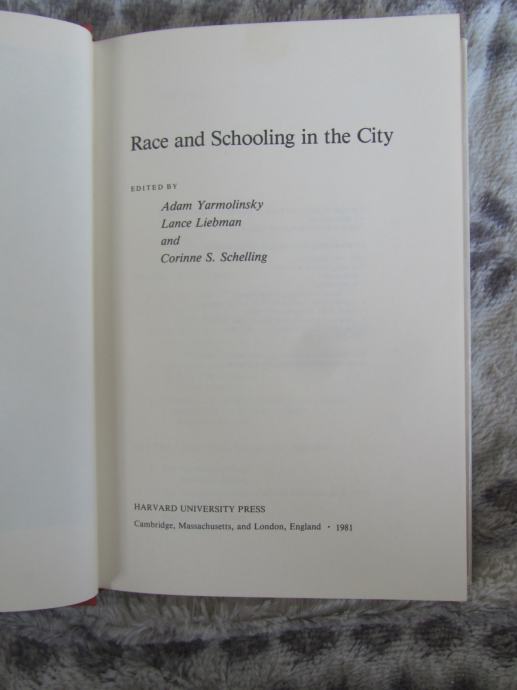 Race and Schooling in the City
EDITED BY
Adam Yarmolinsky
Lance Liebman
and
Corinne S. Schelling
HARVARD UNIVERSITY PRESS
Cambridge, Massachusetts, and London, England · 1981